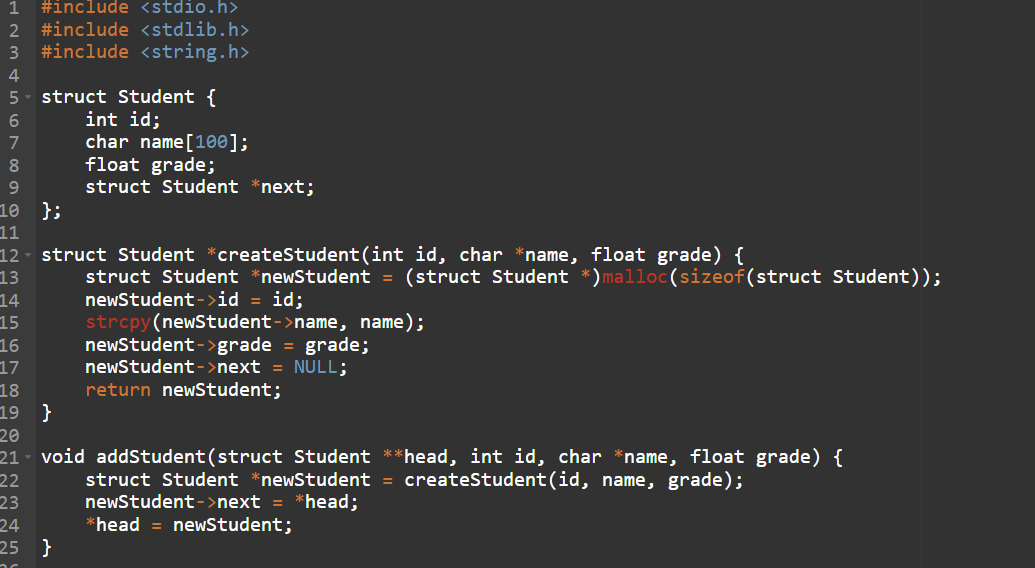 1 #include <stdio.h>
2 #include <stdlib.h>
3 #include <string.h>
4
5 struct Student {
6     int id;
7     char name[100];
8     float grade;
9     struct Student *next;
10 };
11
12 struct Student *createStudent(int id, char *name, float grade) {
13     struct Student *newStudent = (struct Student *)malloc(sizeof(struct Student));
14     newStudent->id = id;
15     strcpy(newStudent->name, name);
16     newStudent->grade = grade;
17     newStudent->next = NULL;
18     return newStudent;
19 }
20
21 void addStudent(struct Student **head, int id, char *name, float grade) {
22     struct Student *newStudent = createStudent(id, name, grade);
23     newStudent->next = *head;
24     *head = newStudent;
25 }